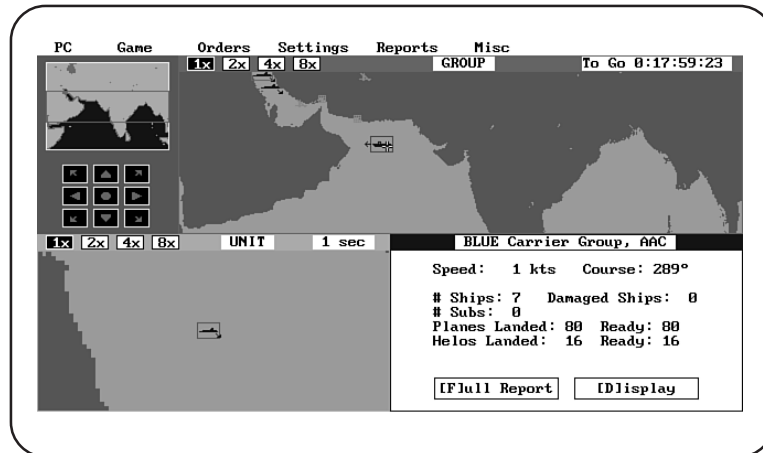 PC Game Orders Settings Reports Misc
1x 2x 4x 8x GROUP To Go 0:17:59:23
1x 2x 4x 8x UNIT 1 sec
BLUE Carrier Group, AAC
Speed: 1 kts Course: 289°
# Ships: 7 Damaged Ships: 0
# Subs: 0
Planes Landed: 80 Ready: 80
Helos Landed: 16 Ready: 16
[F]ull Report [D]isplay